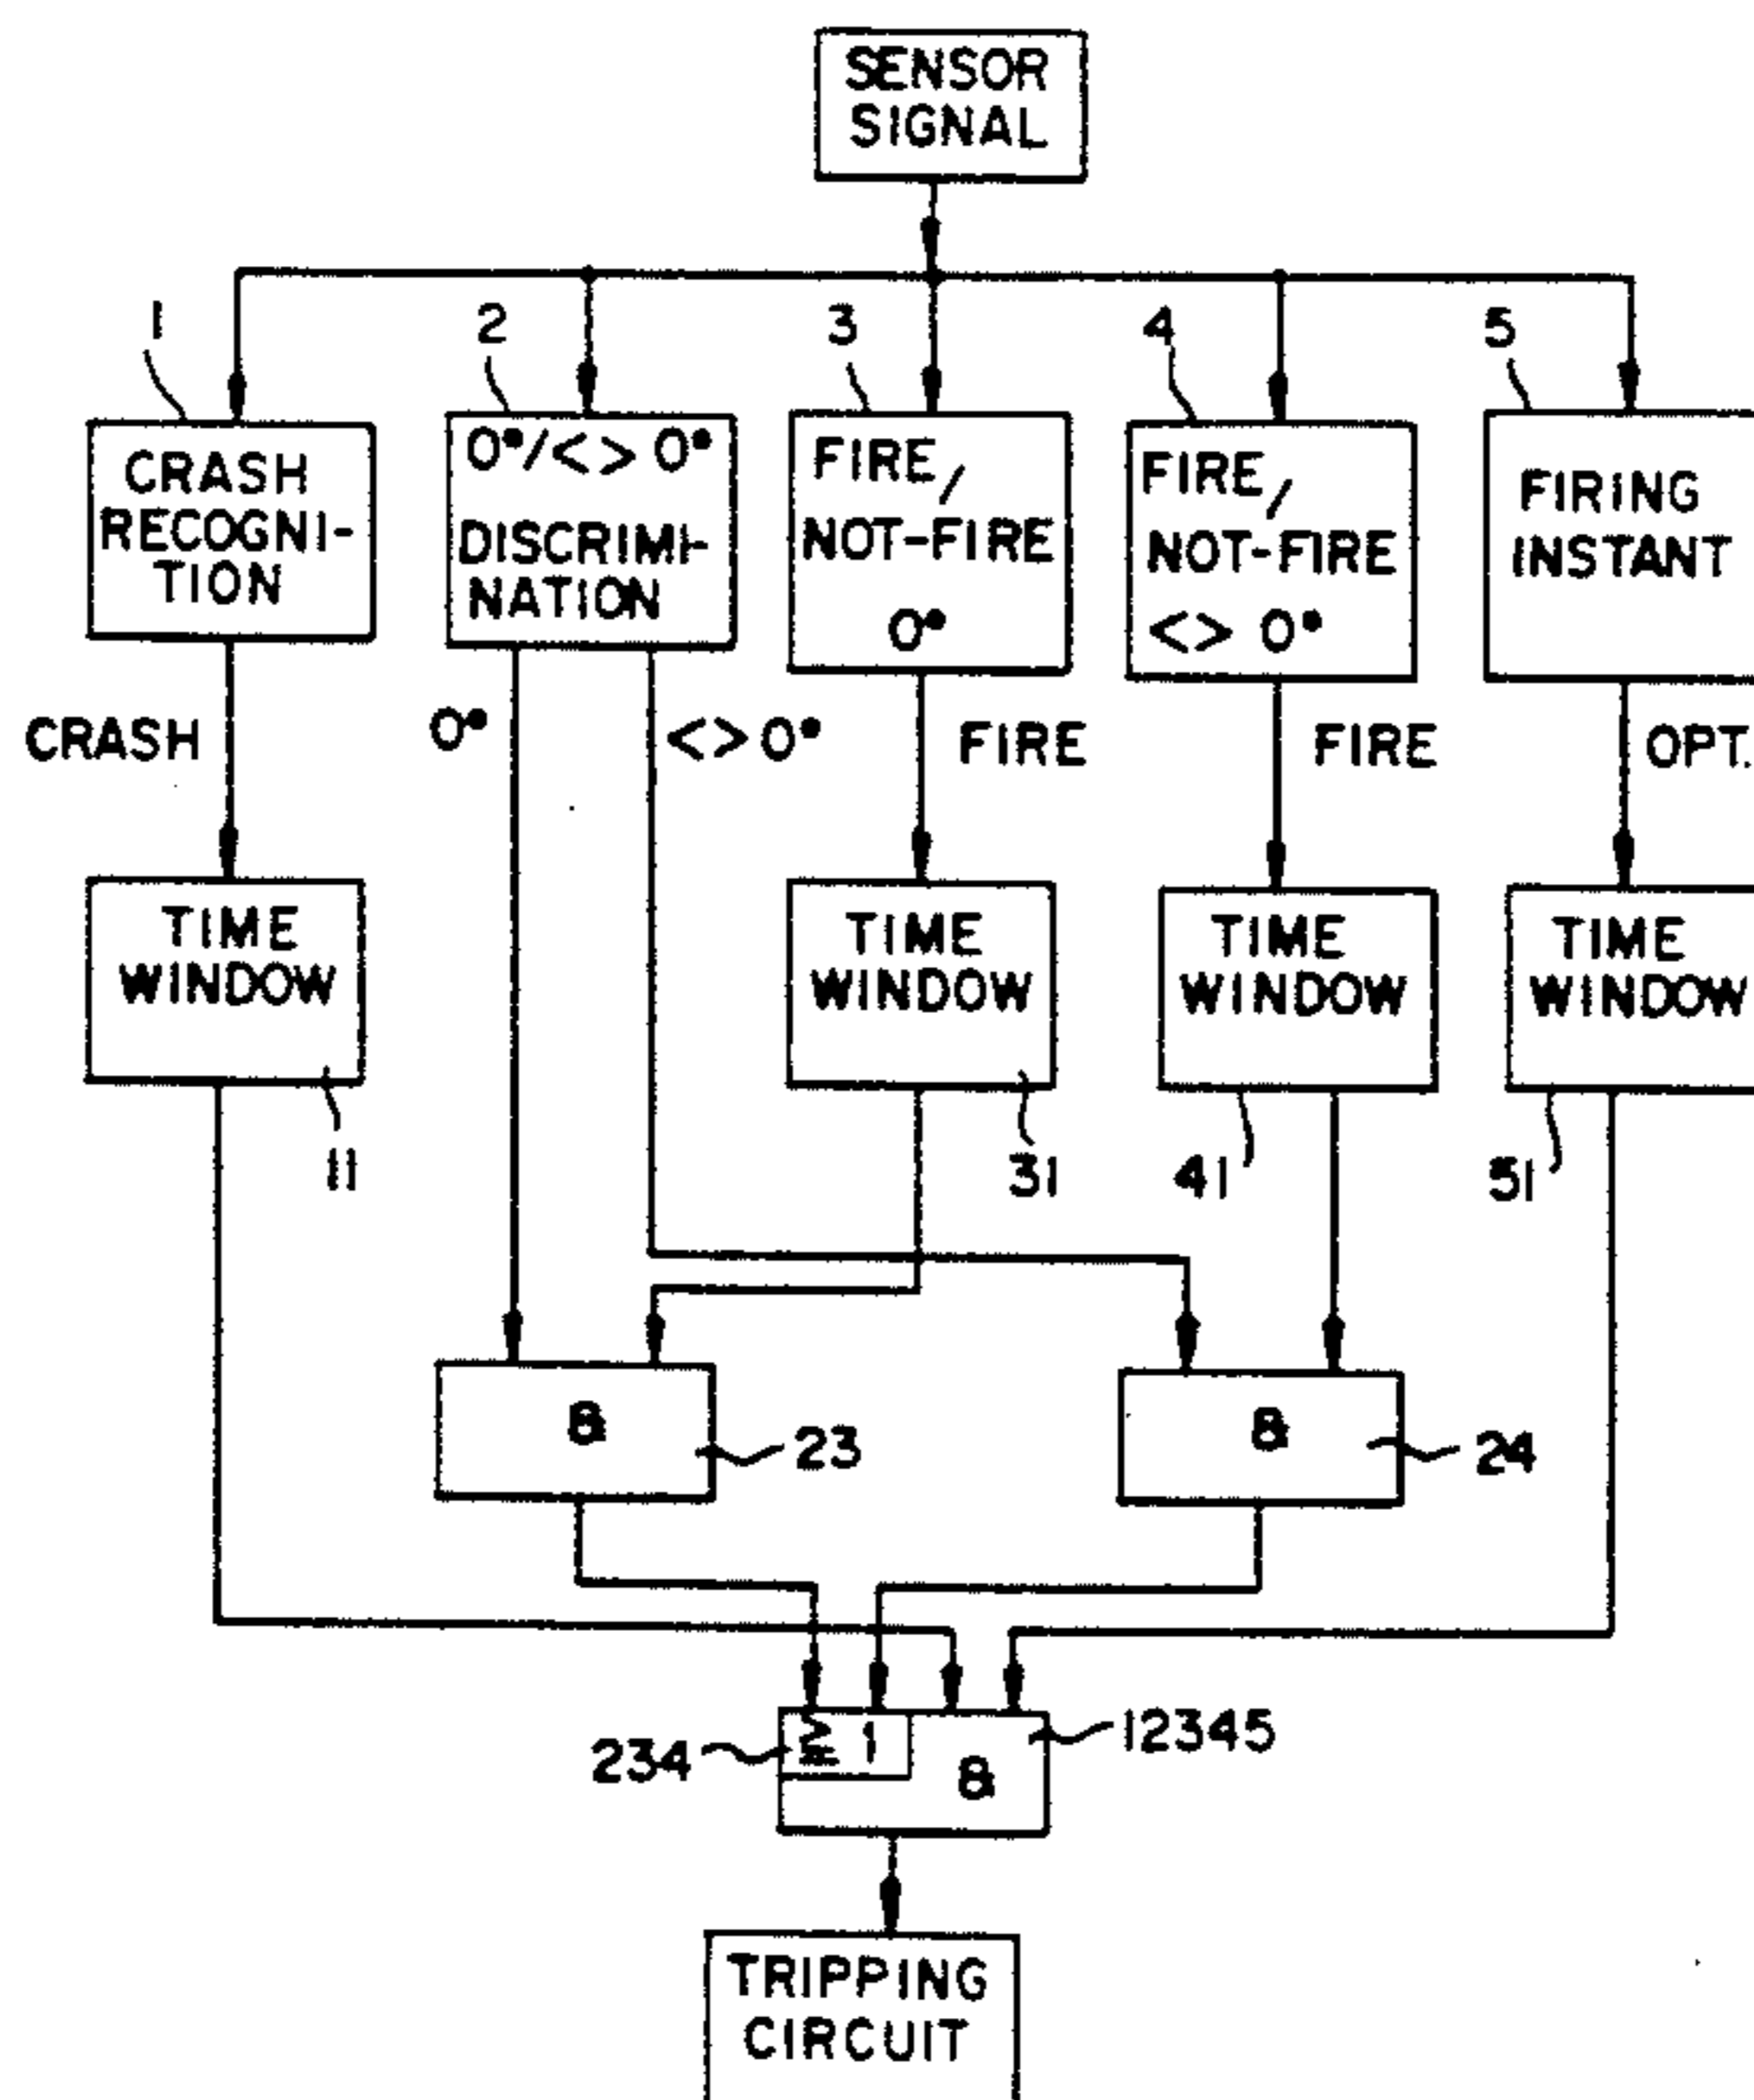 SENSOR
SIGNAL
1
2
3
4
5
CRASH
RECOGNI-
TION
0°/<> 0°
DISCRIMI-
NATION
FIRE/
NOT-FIRE
0°
FIRE/
NOT-FIRE
<> 0°
FIRING
INSTANT
CRASH
0°
<> 0°
FIRE
FIRE
OPT.
TIME
WINDOW
TIME
WINDOW
TIME
WINDOW
TIME
WINDOW
11
31
41
51
&
23
&
24
234
≥ 1
&
12345
TRIPPING
CIRCUIT